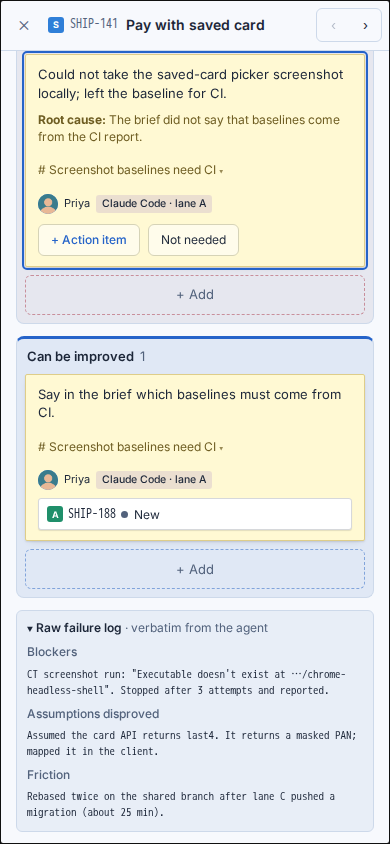 S SHIP-141 Pay with saved card ‹ ›
Could not take the saved-card picker screenshot
locally; left the baseline for CI.
Root cause: The brief did not say that baselines come
from the CI report.
# Screenshot baselines need CI ▾
Priya Claude Code · lane A
+ Action item Not needed
+ Add
Can be improved 1
Say in the brief which baselines must come from
CI.
# Screenshot baselines need CI ▾
Priya Claude Code · lane A
A SHIP-188 New
+ Add
▾ Raw failure log · verbatim from the agent
Blockers
CT screenshot run: "Executable doesn't exist at ⋯/chrome-
headless-shell". Stopped after 3 attempts and reported.
Assumptions disproved
Assumed the card API returns last4. It returns a masked PAN;
mapped it in the client.
Friction
Rebased twice on the shared branch after lane C pushed a
migration (about 25 min).